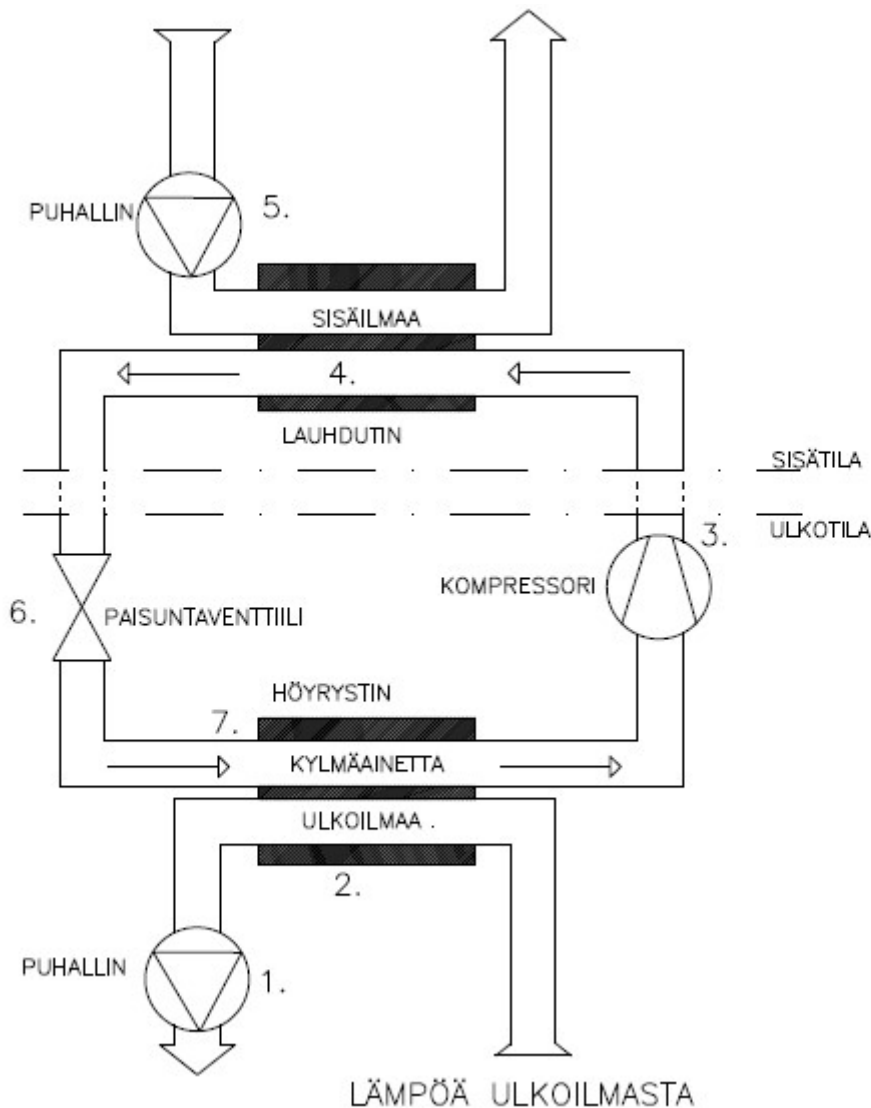 PUHALLIN
5.
SISÄILMAA
4.
LAUHDUTIN
SISÄTILA
ULKOTILA
3.
KOMPRESSORI
6.
PAISUNTAVENTTIILI
HÖYRYSTIN
7.
KYLMÄAINETTA
ULKOILMAA .
2.
PUHALLIN
1.
LÄMPÖÄ ULKOILMASTA